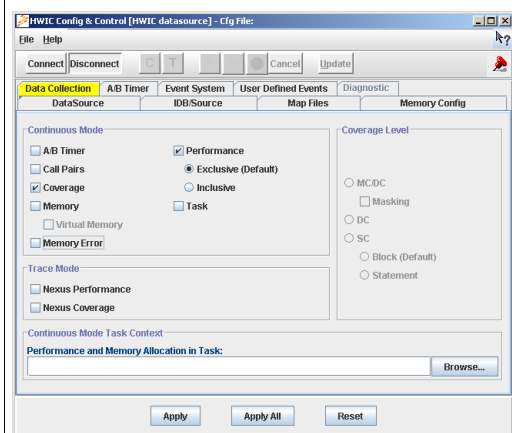 HWIC Config & Control [HWIC datasource] - Cfg File:
File Help
Connect Disconnect C T Cancel Update
Data Collection A/B Timer Event System User Defined Events Diagnostic
DataSource IDB/Source Map Files Memory Config
Continuous Mode
A/B Timer
Call Pairs
Coverage
Memory
Virtual Memory
Memory Error
Performance
Exclusive (Default)
Inclusive
Task
Coverage Level
MC/DC
Masking
DC
SC
Block (Default)
Statement
Trace Mode
Nexus Performance
Nexus Coverage
Continuous Mode Task Context
Performance and Memory Allocation in Task:
Browse...
Apply Apply All Reset